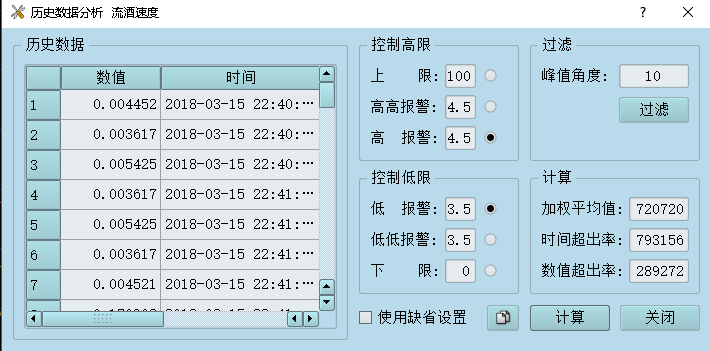 历史数据分析 流酒速度
历史数据
数值 时间
1 0.004452 2018-03-15 22:40:…
2 0.003617 2018-03-15 22:40:…
3 0.005425 2018-03-15 22:40:…
4 0.003617 2018-03-15 22:41:…
5 0.005425 2018-03-15 22:41:…
6 0.003617 2018-03-15 22:41:…
7 0.004521 2018-03-15 22:41:…
控制高限
上 限: 100
高高报警: 4.5
高 报警: 4.5
控制低限
低 报警: 3.5
低低报警: 3.5
下 限: 0
过滤
峰值角度: 10
过滤
计算
加权平均值: 720720
时间超出率: 793156
数值超出率: 289272
使用缺省设置 计算 关闭